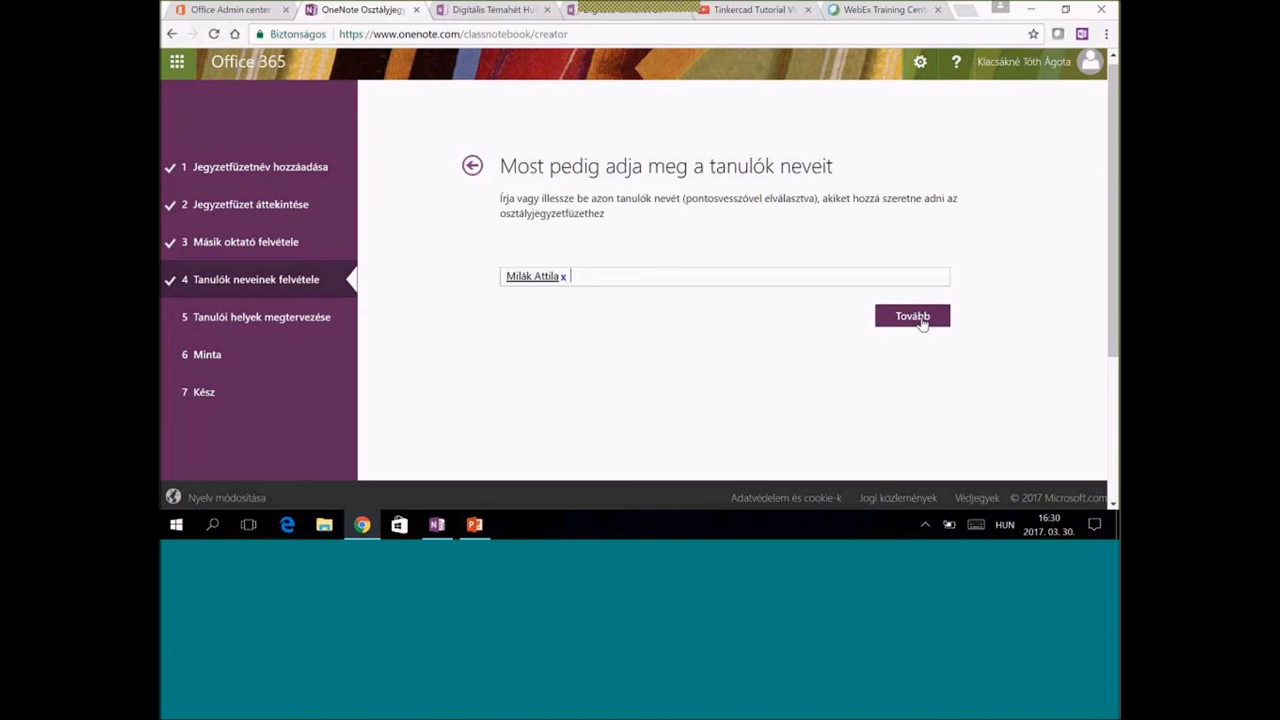 Office Admin center
OneNote Osztályjegy
Digitális Témahét Hu
Tinkercad Tutorial Vi
WebEx Training Cent
Biztonságos
https://www.onenote.com/classnotebook/creator
Office 365
?
Klacsákné Tóth Ágota
1 Jegyzetfüzetnév hozzáadása
2 Jegyzetfüzet áttekintése
3 Másik oktató felvétele
4 Tanulók neveinek felvétele
5 Tanulói helyek megtervezése
6 Minta
7 Kész
Most pedig adja meg a tanulók neveit
Írja vagy illessze be azon tanulók nevét (pontosvesszővel elválasztva), akiket hozzá szeretne adni az
osztályjegyzetfüzethez
Milák Attila x
Tovább
Nyelv módosítása
Adatvédelem és cookie-k
Jogi közlemények
Védjegyek
© 2017 Microsoft.com
HUN
16:30
2017. 03. 30.